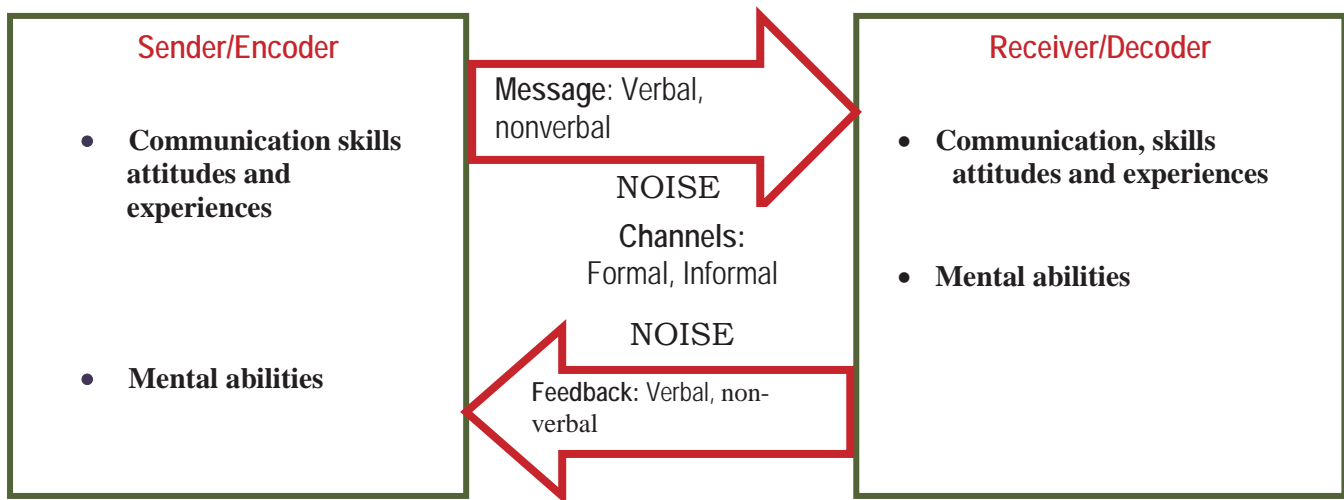 Sender/Encoder
• Communication skills
attitudes and
experiences
• Mental abilities
Message: Verbal,
nonverbal
NOISE
Channels:
Formal, Informal
NOISE
Feedback: Verbal, non-
verbal
Receiver/Decoder
• Communication, skills
attitudes and experiences
• Mental abilities